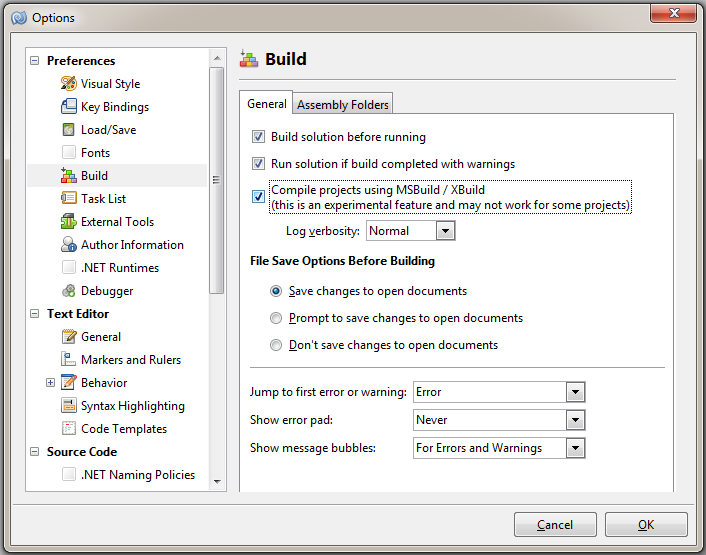 Options
Preferences
Visual Style
Key Bindings
Load/Save
Fonts
Build
Task List
External Tools
Author Information
.NET Runtimes
Debugger
Text Editor
General
Markers and Rulers
Behavior
Syntax Highlighting
Code Templates
Source Code
.NET Naming Policies
Build
General
Assembly Folders
Build solution before running
Run solution if build completed with warnings
Compile projects using MSBuild / XBuild
(this is an experimental feature and may not work for some projects)
Log verbosity: Normal
File Save Options Before Building
Save changes to open documents
Prompt to save changes to open documents
Don't save changes to open documents
Jump to first error or warning: Error
Show error pad: Never
Show message bubbles: For Errors and Warnings
Cancel
OK